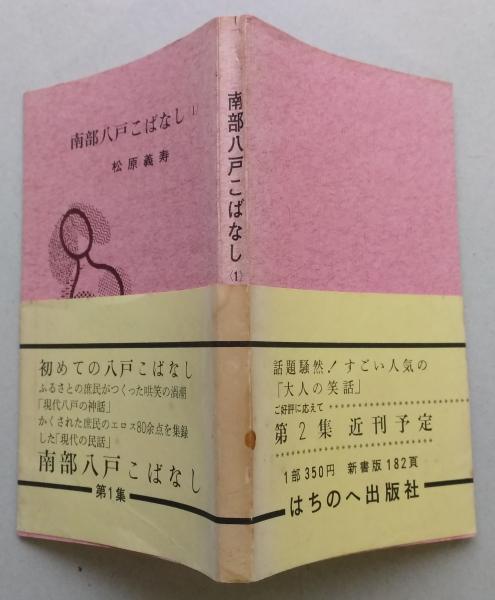 南部八戸こばなし 1
松原義寿
初めての八戸こばなし
ふるさとの庶民がつくった哄笑の渦潮
「現代八戸の神話」
かくされた庶民のエロス80余点を集録
した「現代の民話」
南部八戸こばなし
第1集
南部八戸こばなし〈1〉
話題騒然!すごい人気の
「大人の笑話」
ご好評に応えて
第2集 近刊予定
1部350円 新書版182頁
はちのへ出版社